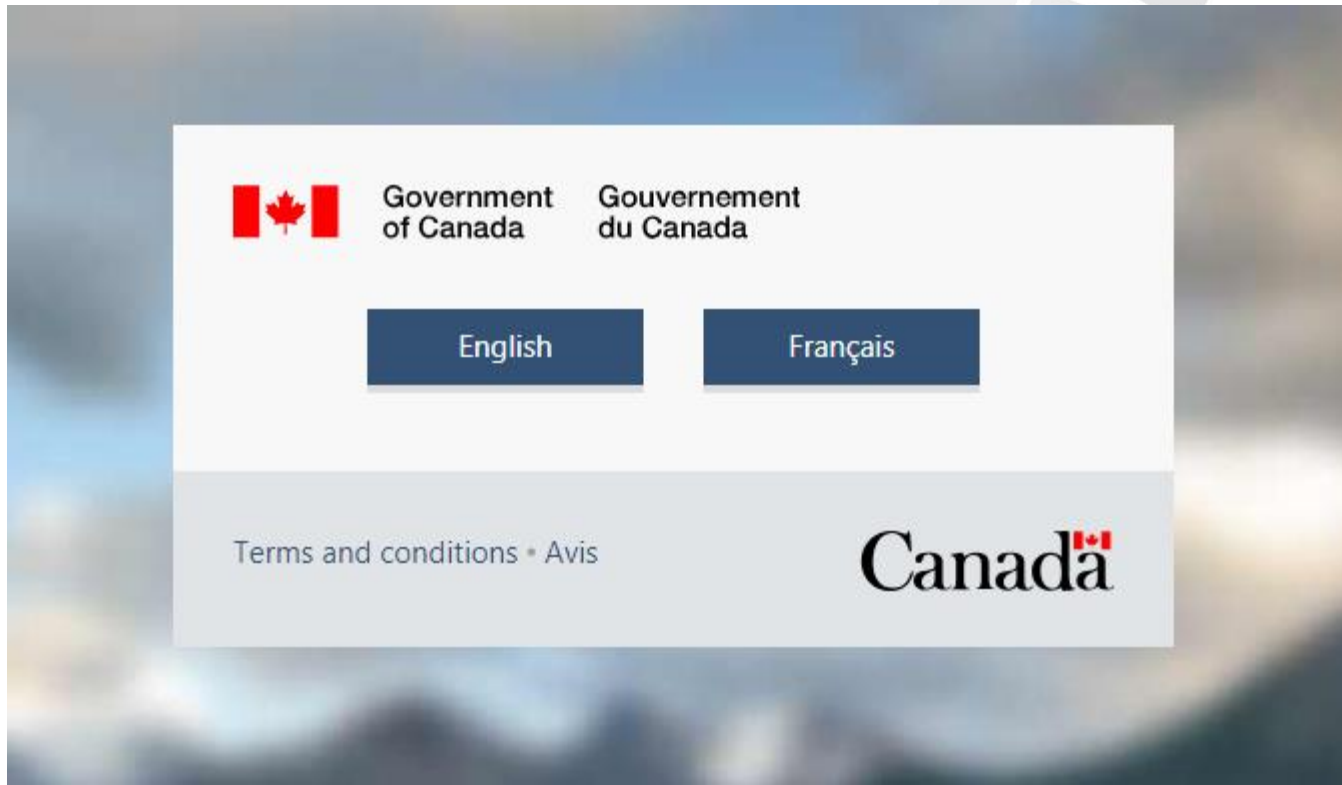 Government Gouvernement
of Canada du Canada
English Français
Terms and conditions • Avis
Canada